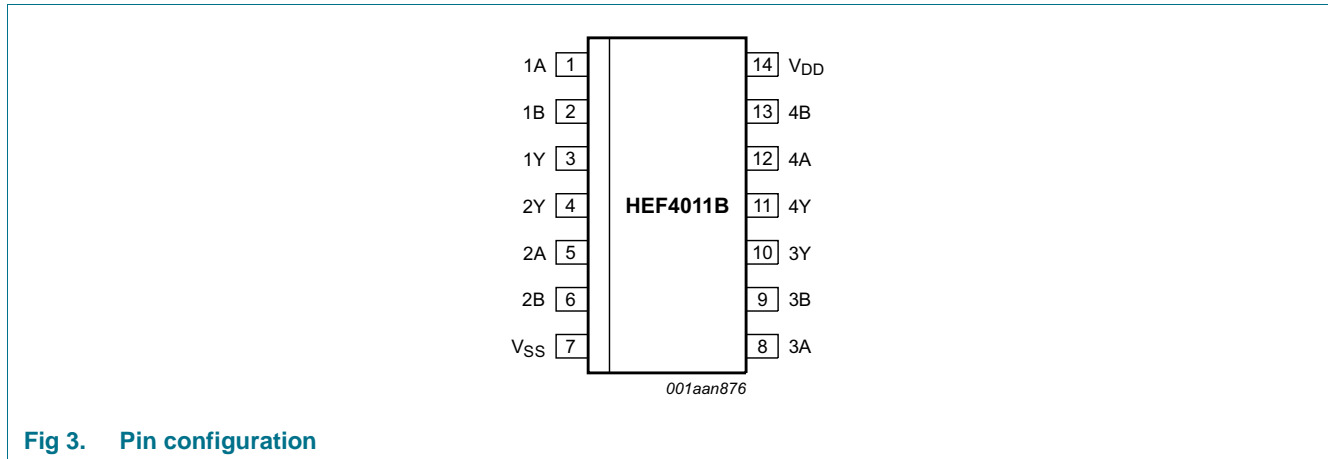 1A 1 14 VDD
1B 2 13 4B
1Y 3 12 4A
2Y 4 HEF4011B 11 4Y
2A 5 10 3Y
2B 6 9 3B
VSS 7 8 3A
001aan876
Fig 3. Pin configuration